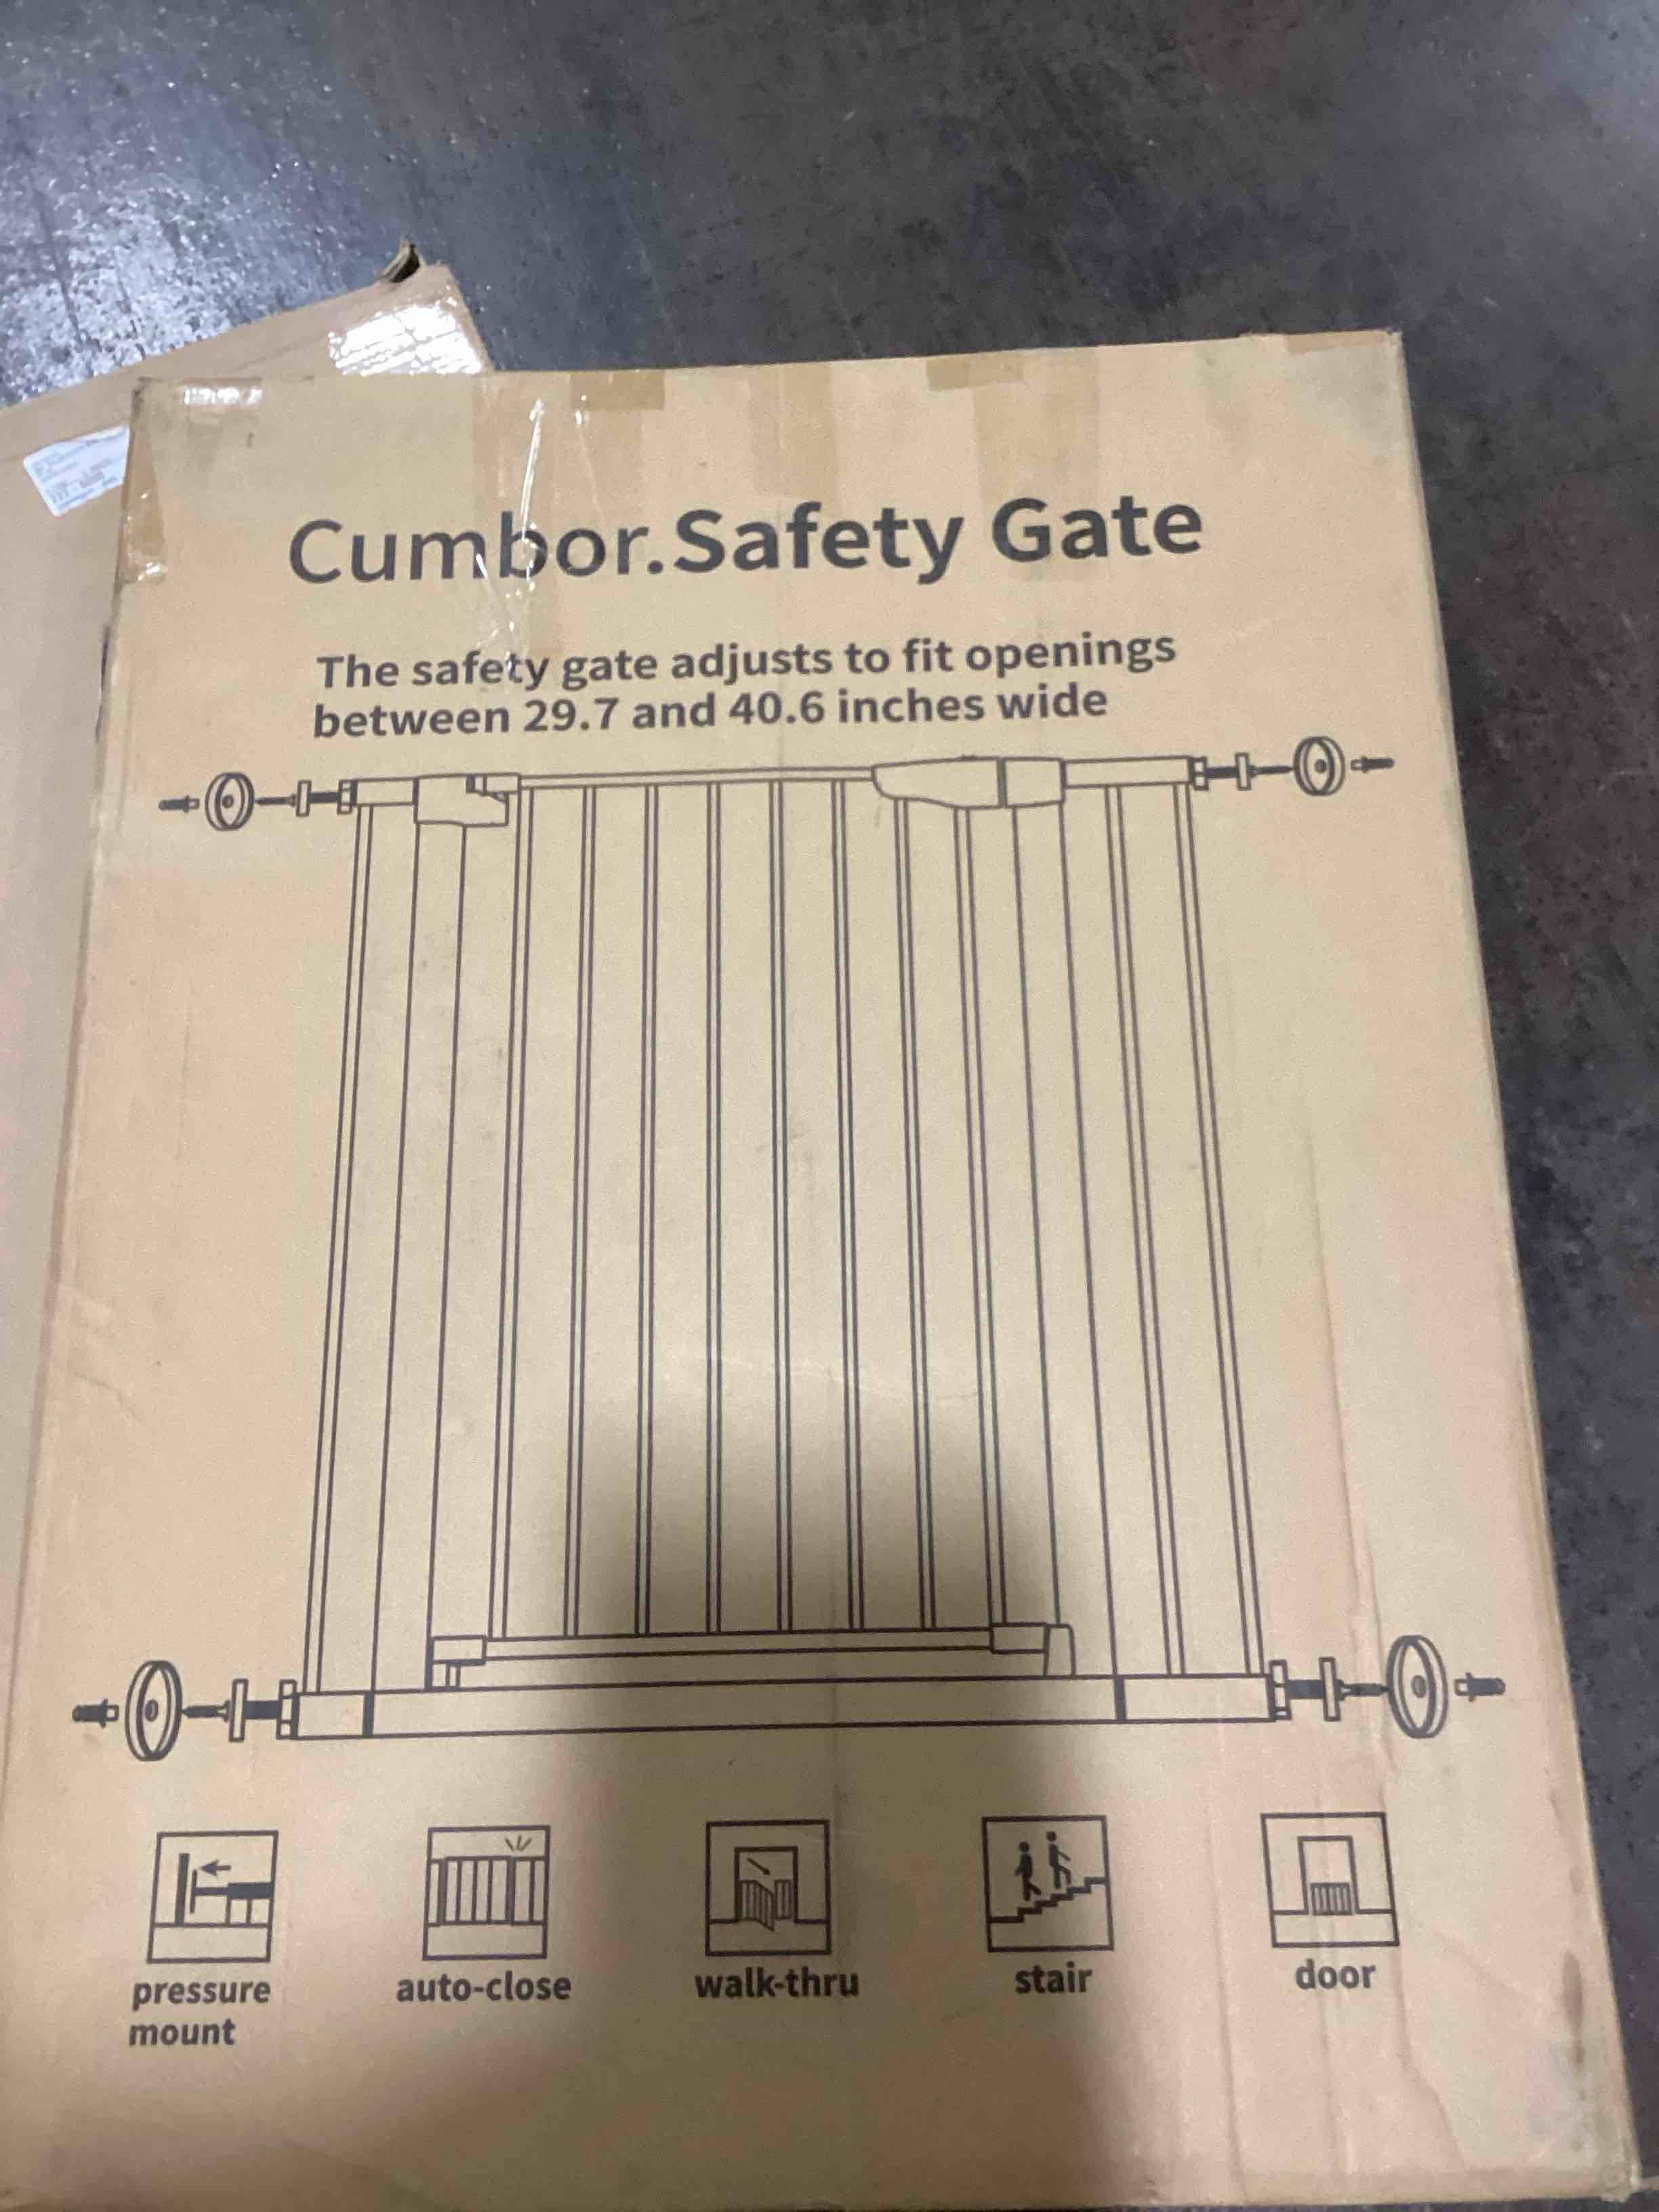 Cumbor.Safety Gate
The safety gate adjusts to fit openings
between 29.7 and 40.6 inches wide
pressure
mount
auto-close
walk-thru
stair
door